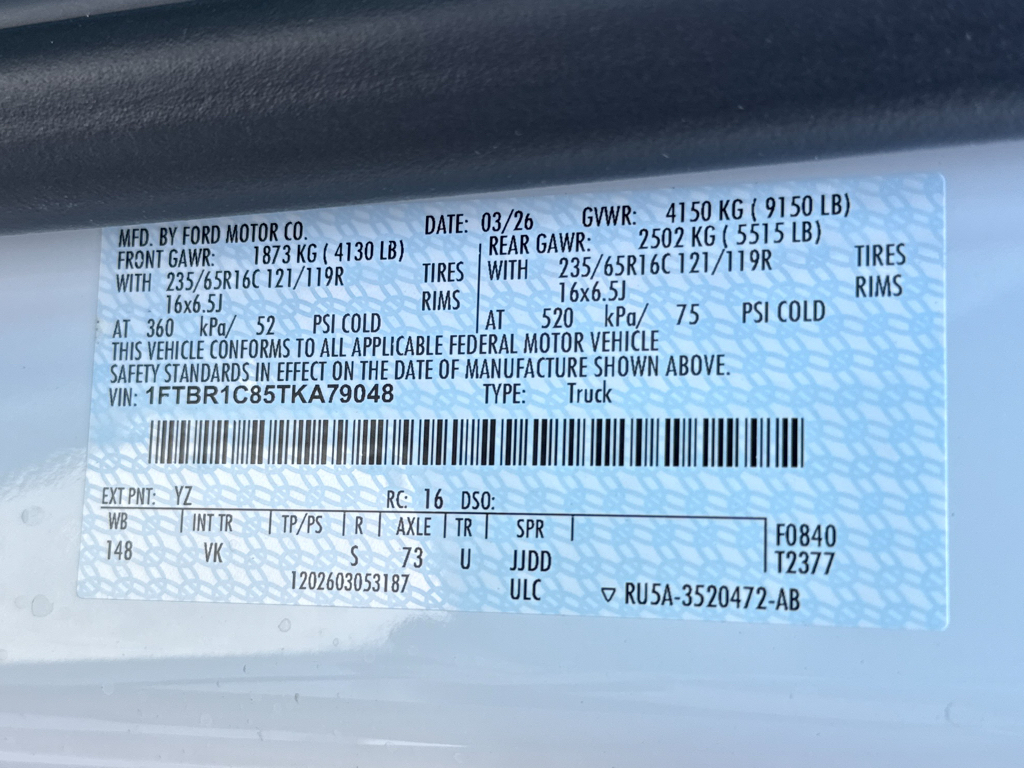 MFD. BY FORD MOTOR CO. DATE: 03/26 GVWR: 4150 KG ( 9150 LB)
FRONT GAWR: 1873 KG ( 4130 LB) REAR GAWR: 2502 KG ( 5515 LB)
WITH 235/65R16C 121/119R TIRES WITH 235/65R16C 121/119R TIRES
16x6.5J RIMS 16x6.5J RIMS
AT 360 kPa/ 52 PSI COLD AT 520 kPa/ 75 PSI COLD
THIS VEHICLE CONFORMS TO ALL APPLICABLE FEDERAL MOTOR VEHICLE
SAFETY STANDARDS IN EFFECT ON THE DATE OF MANUFACTURE SHOWN ABOVE.
VIN: 1FTBR1C85TKA79048 TYPE: Truck
EXT PNT: YZ RC: 16 DSO:
WB INT TR TP/PS R AXLE TR SPR F0840
148 VK S 73 U JJDD T2377
1202603053187 ULC RU5A-3520472-AB